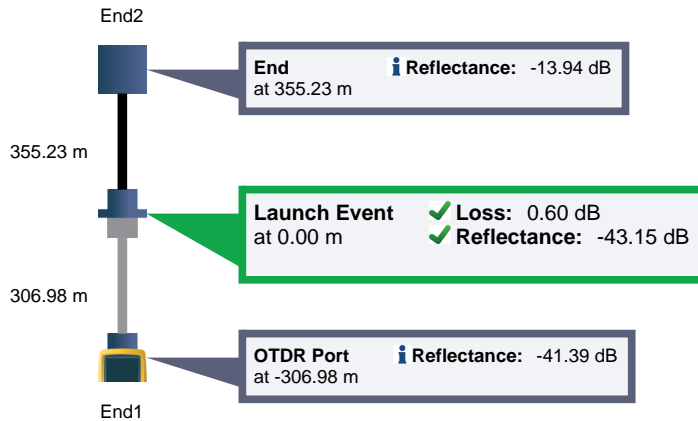 End2
End
i Reflectance: -13.94 dB
at 355.23 m
355.23 m
Launch Event
Loss: 0.60 dB
at 0.00 m
Reflectance: -43.15 dB
306.98 m
OTDR Port
i Reflectance: -41.39 dB
at -306.98 m
End1